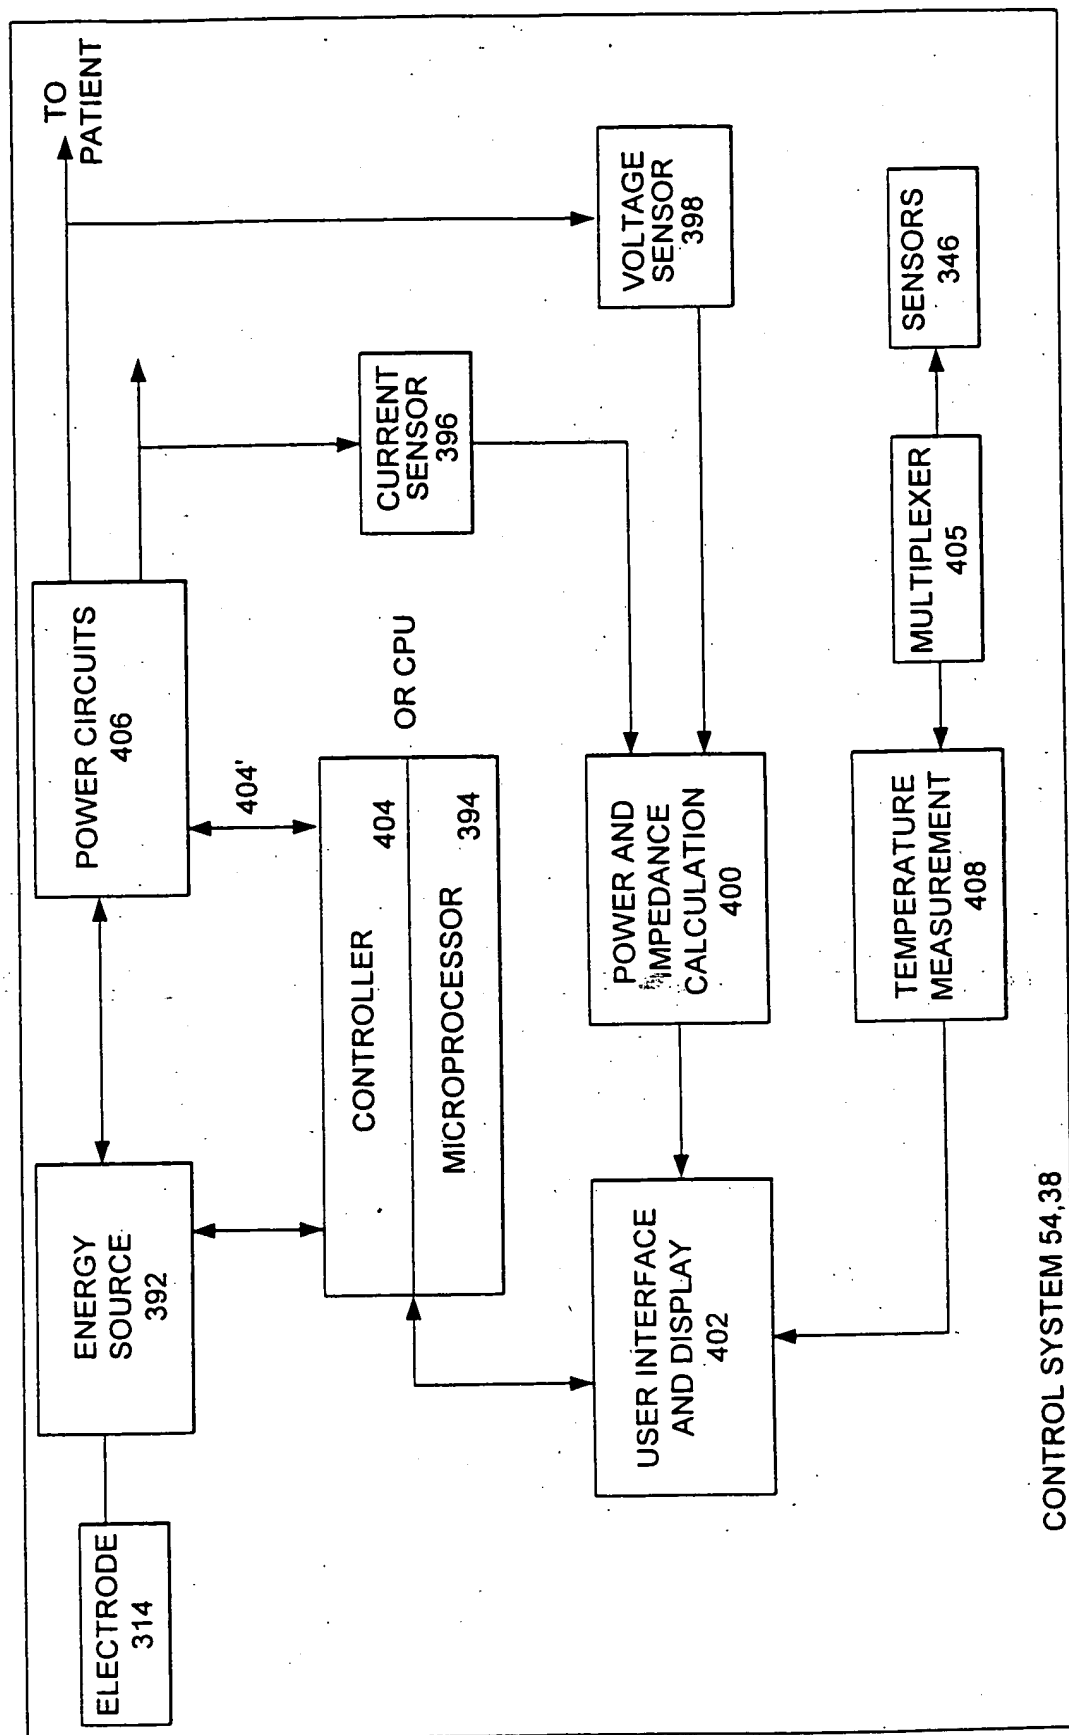 ELECTRODE
314
ENERGY
SOURCE
392
POWER CIRCUITS
406
TO
PATIENT
404'
CONTROLLER
404
MICROPROCESSOR
394
OR CPU
CURRENT
SENSOR
396
VOLTAGE
SENSOR
398
USER INTERFACE
AND DISPLAY
402
POWER AND
IMPEDANCE
CALCULATION
400
TEMPERATURE
MEASUREMENT
408
MULTIPLEXER
405
SENSORS
346
CONTROL SYSTEM 54,38